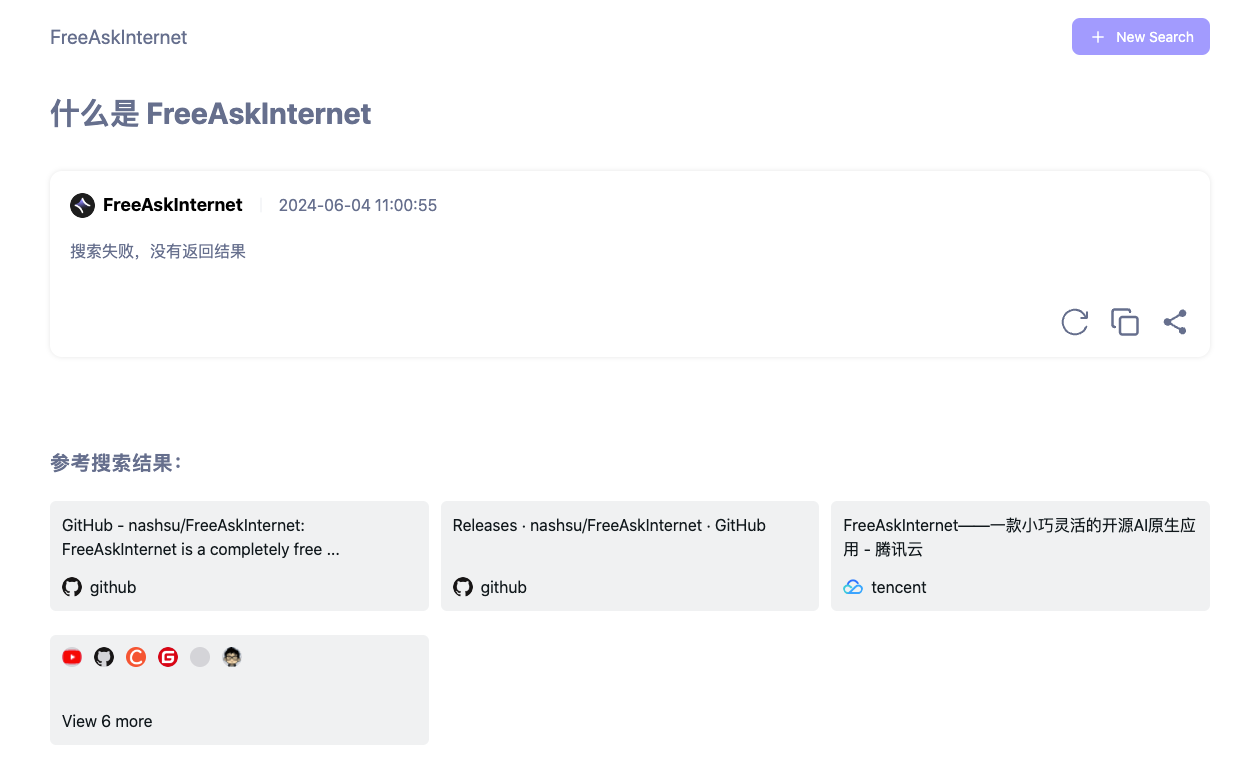 FreeAskInternet
New Search
什么是 FreeAskInternet
FreeAskInternet
2024-06-04 11:00:55
搜索失败，没有返回结果
参考搜索结果：
GitHub - nashsu/FreeAskInternet:
FreeAskInternet is a completely free ...
github
Releases · nashsu/FreeAskInternet · GitHub
github
FreeAskInternet——一款小巧灵活的开源AI原生应
用 - 腾讯云
tencent
View 6 more